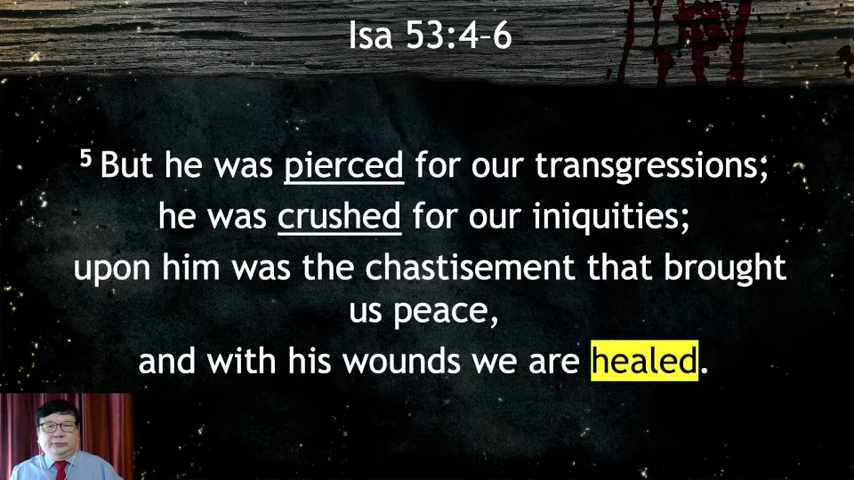 Isa 53:4–6
5 But he was pierced for our transgressions;
he was crushed for our iniquities;
upon him was the chastisement that brought
us peace,
and with his wounds we are healed.